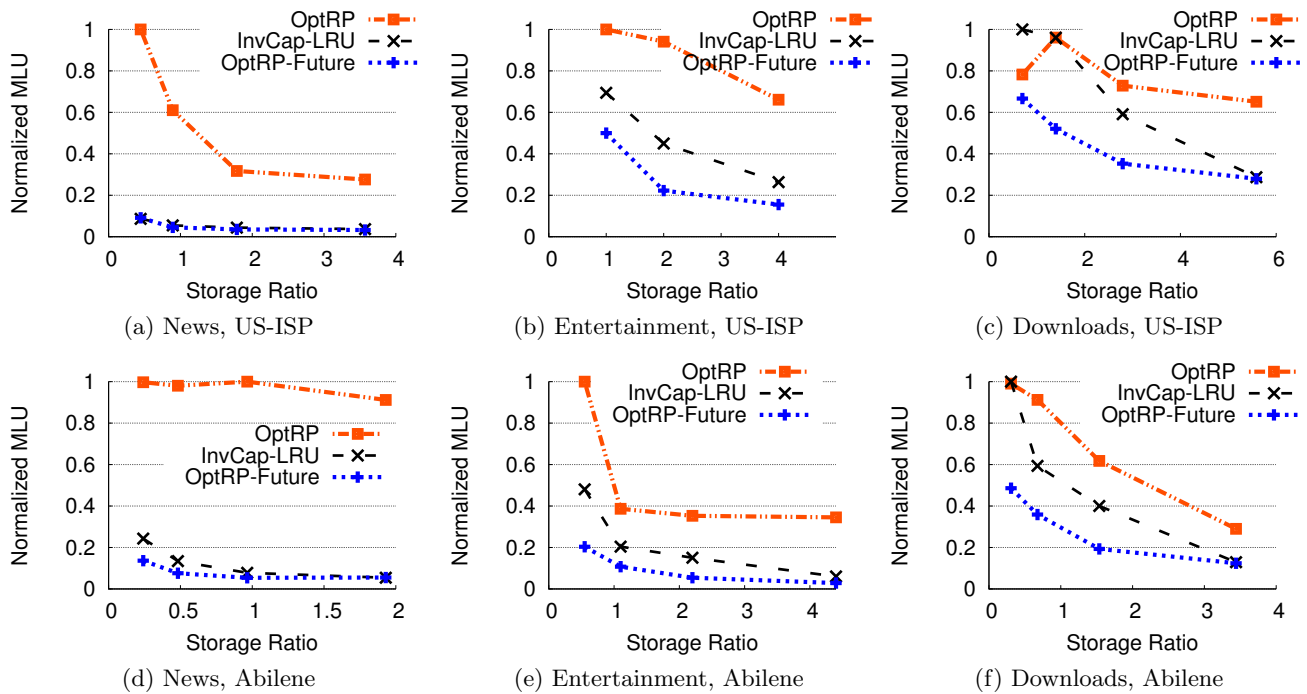 OptRP
InvCap-LRU
OptRP-Future
Normalized MLU
1
0.8
0.6
0.4
0.2
0
0 1 2 3 4
Storage Ratio
(a) News, US-ISP
OptRP
InvCap-LRU
OptRP-Future
Normalized MLU
1
0.8
0.6
0.4
0.2
0
0 1 2 3 4
Storage Ratio
(b) Entertainment, US-ISP
OptRP
InvCap-LRU
OptRP-Future
Normalized MLU
1
0.8
0.6
0.4
0.2
0
0 2 4 6
Storage Ratio
(c) Downloads, US-ISP
OptRP
InvCap-LRU
OptRP-Future
Normalized MLU
1
0.8
0.6
0.4
0.2
0
0 0.5 1 1.5 2
Storage Ratio
(d) News, Abilene
OptRP
InvCap-LRU
OptRP-Future
Normalized MLU
1
0.8
0.6
0.4
0.2
0
0 1 2 3 4
Storage Ratio
(e) Entertainment, Abilene
OptRP
InvCap-LRU
OptRP-Future
Normalized MLU
1
0.8
0.6
0.4
0.2
0
0 1 2 3 4
Storage Ratio
(f) Downloads, Abilene